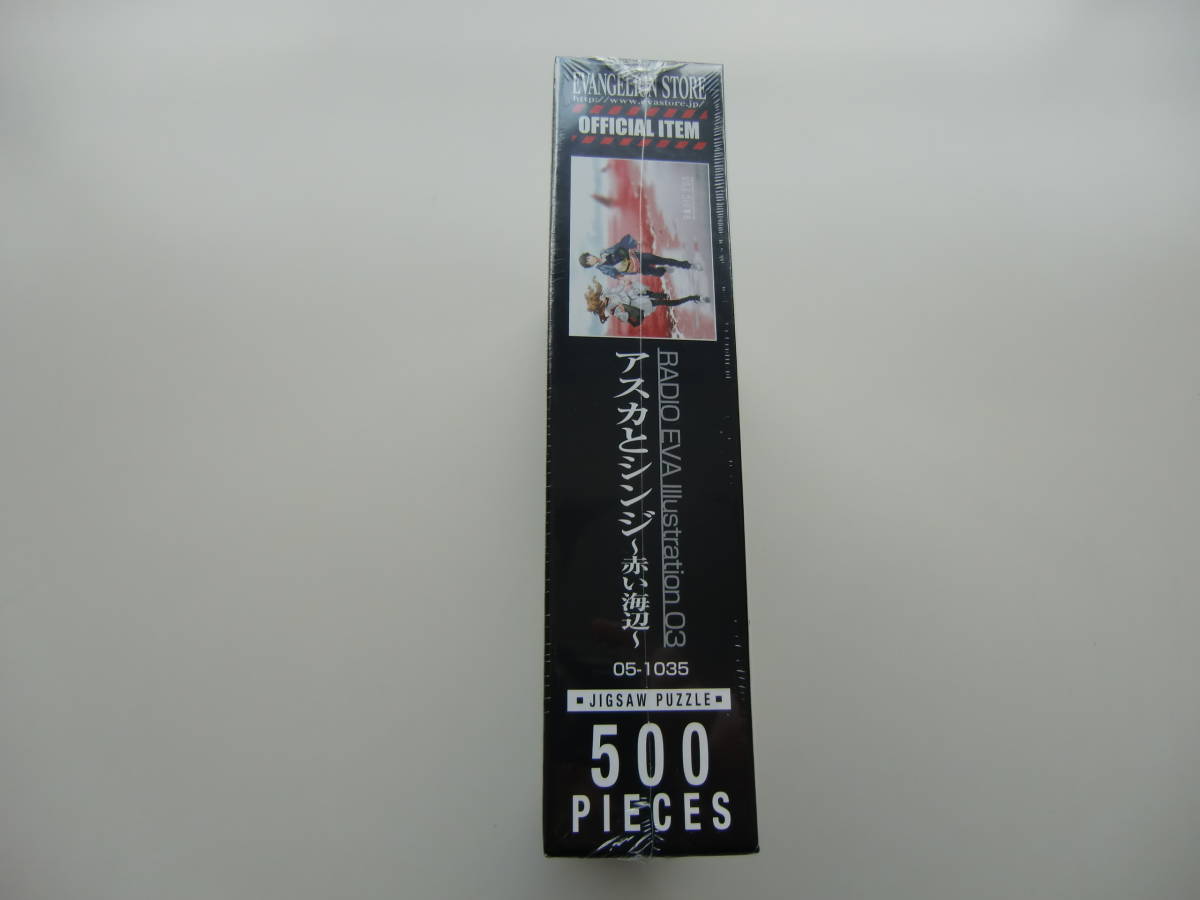 EVANGELION STORE
http://www.evastore.jp/
OFFICIAL ITEM
RADIO EVA Illustration 03
アスカとシンジ～赤い海辺～
05-1035
JIGSAW PUZZLE
500
PIECES